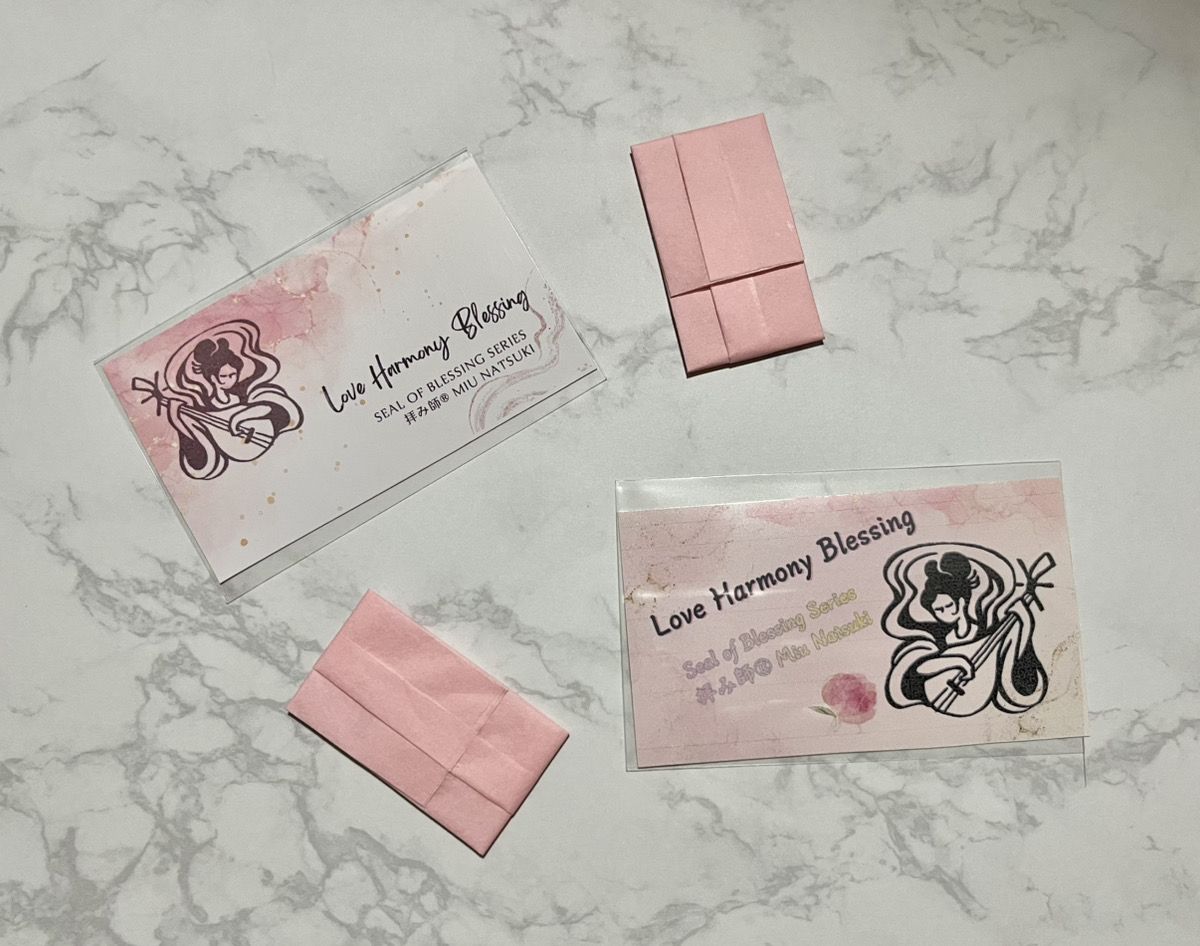 Love Harmony Blessing
SEAL OF BLESSING SERIES
拝み師® MIU NATSUKI
Love Harmony Blessing
Seal of Blessing Series
拝み師® Miu Natsuki